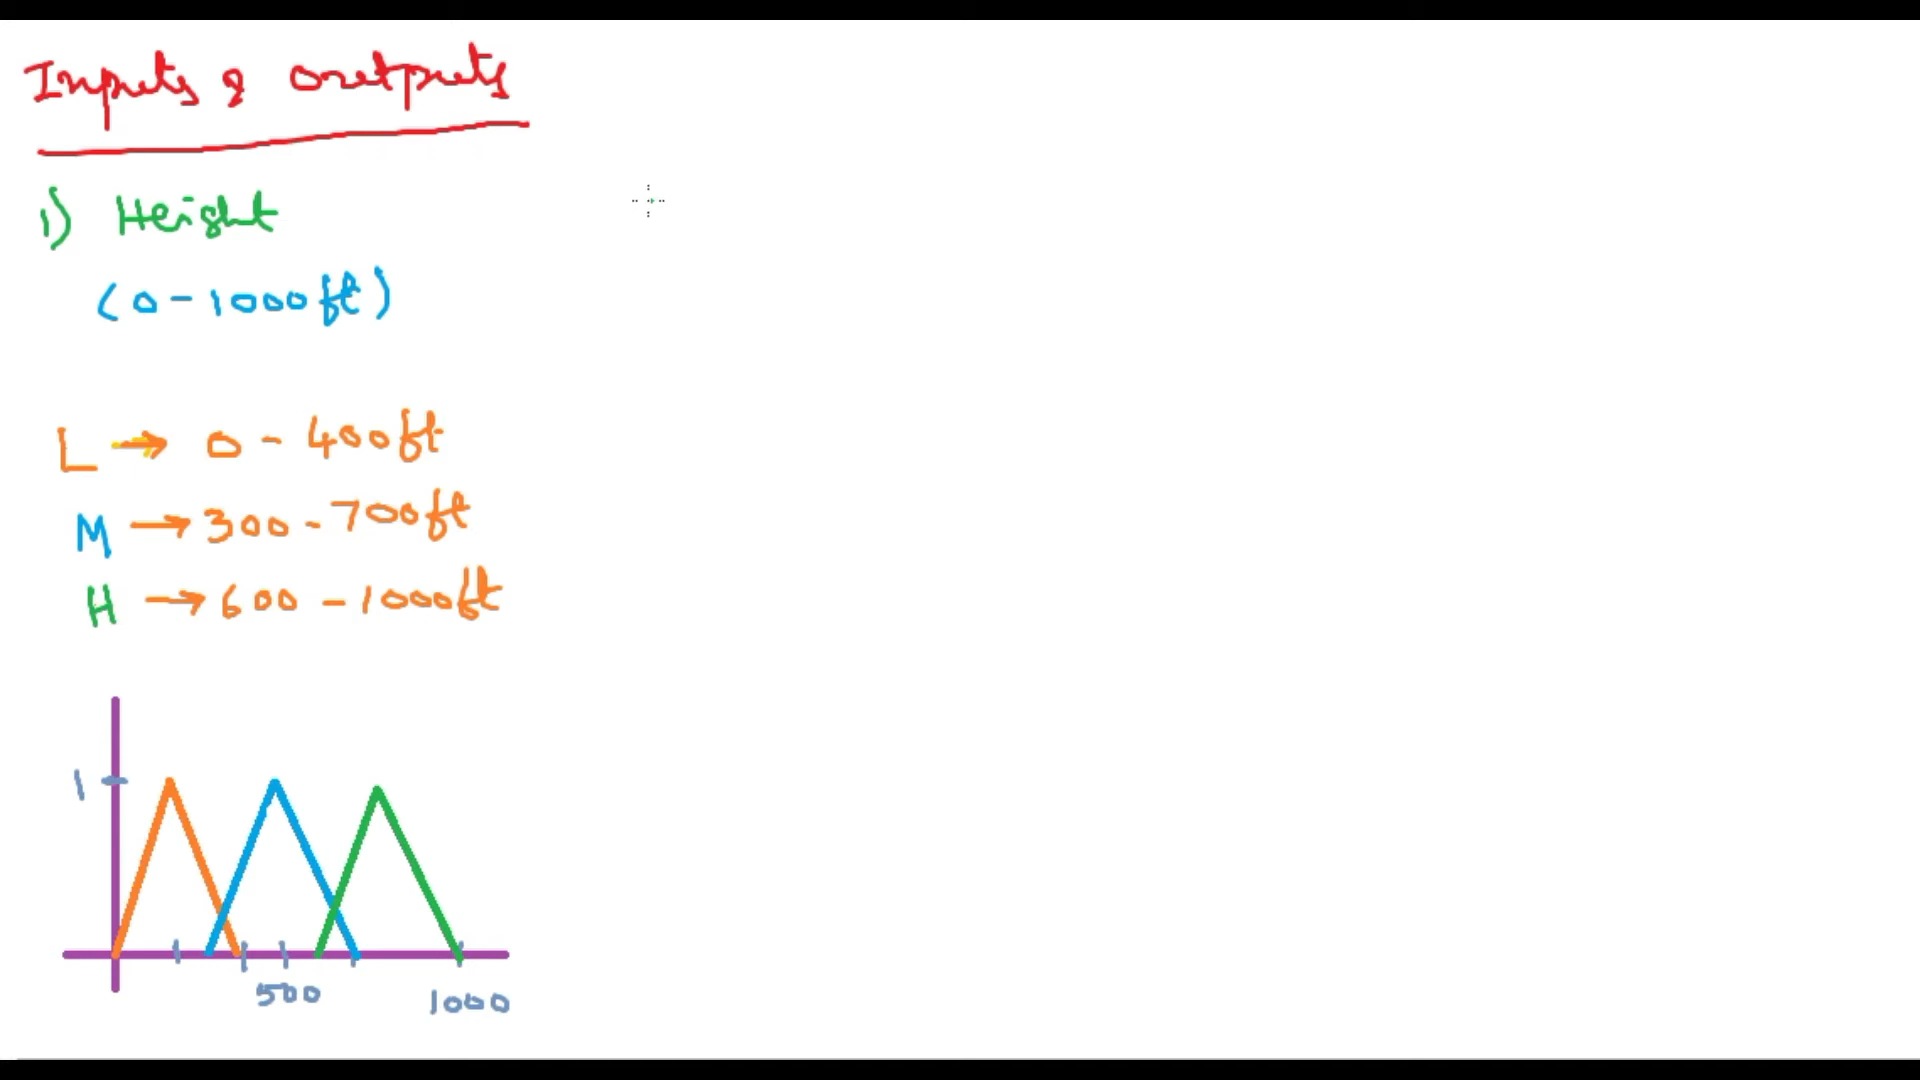 Inputs & outputs
1) Height
(0 - 1000ft)
L → 0 - 400ft
M → 300 - 700ft
H → 600 - 1000ft
1
500
1000